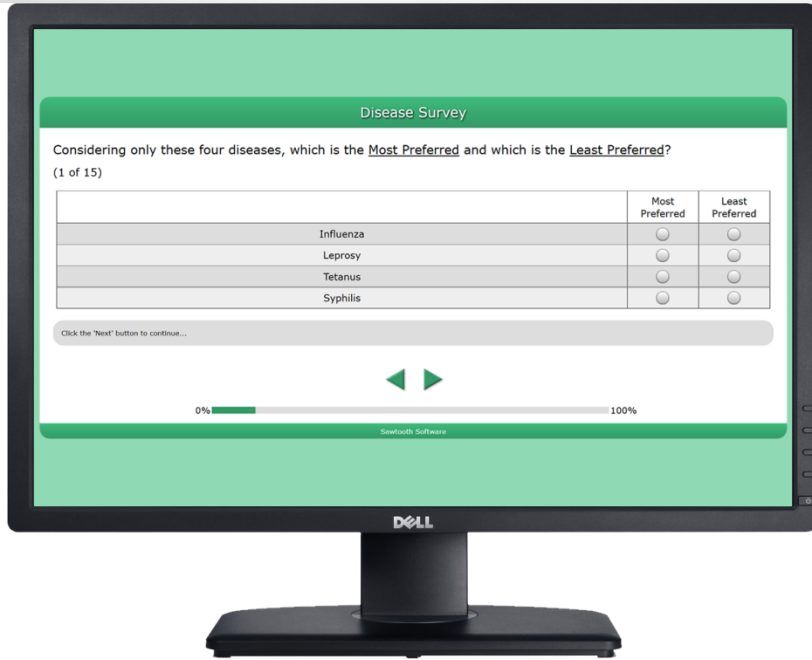 Disease Survey
Considering only these four diseases, which is the Most Preferred and which is the Least Preferred?
(1 of 15)
Most Preferred
Least Preferred
Influenza
Leprosy
Tetanus
Syphilis
Click the 'Next' button to continue...
0%
100%
Sawtooth Software
DELL